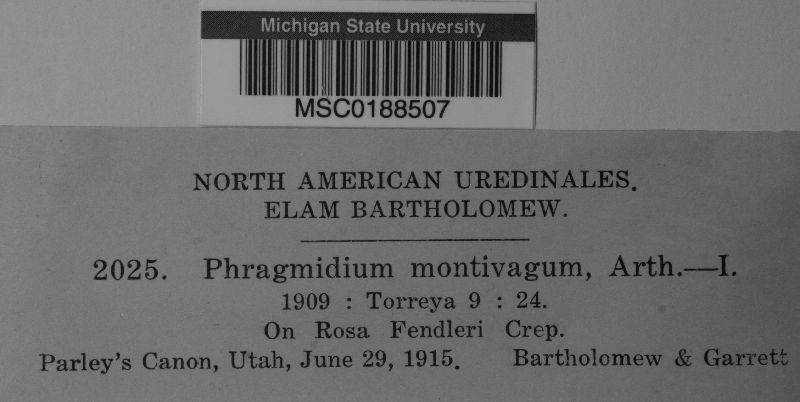 Michigan State University
MSC0188507
NORTH AMERICAN UREDINALES.
ELAM BARTHOLOMEW.
2025. Phragmidium montivagum, Arth.—I.
1909 : Torreya 9 : 24.
On Rosa Fendleri Crep.
Parley's Canon, Utah, June 29, 1915. Bartholomew & Garrett